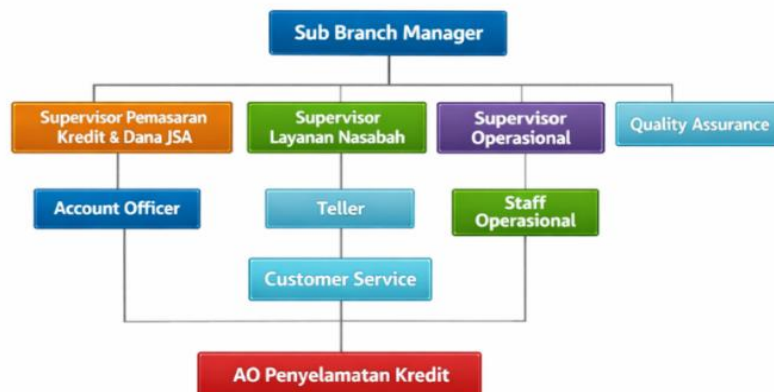 Sub Branch Manager
Supervisor Pemasaran
Kredit & Dana JSA
Supervisor
Layanan Nasabah
Supervisor
Operasional
Quality Assurance
Account Officer
Teller
Staff
Operasional
Customer Service
AO Penyelamatan Kredit